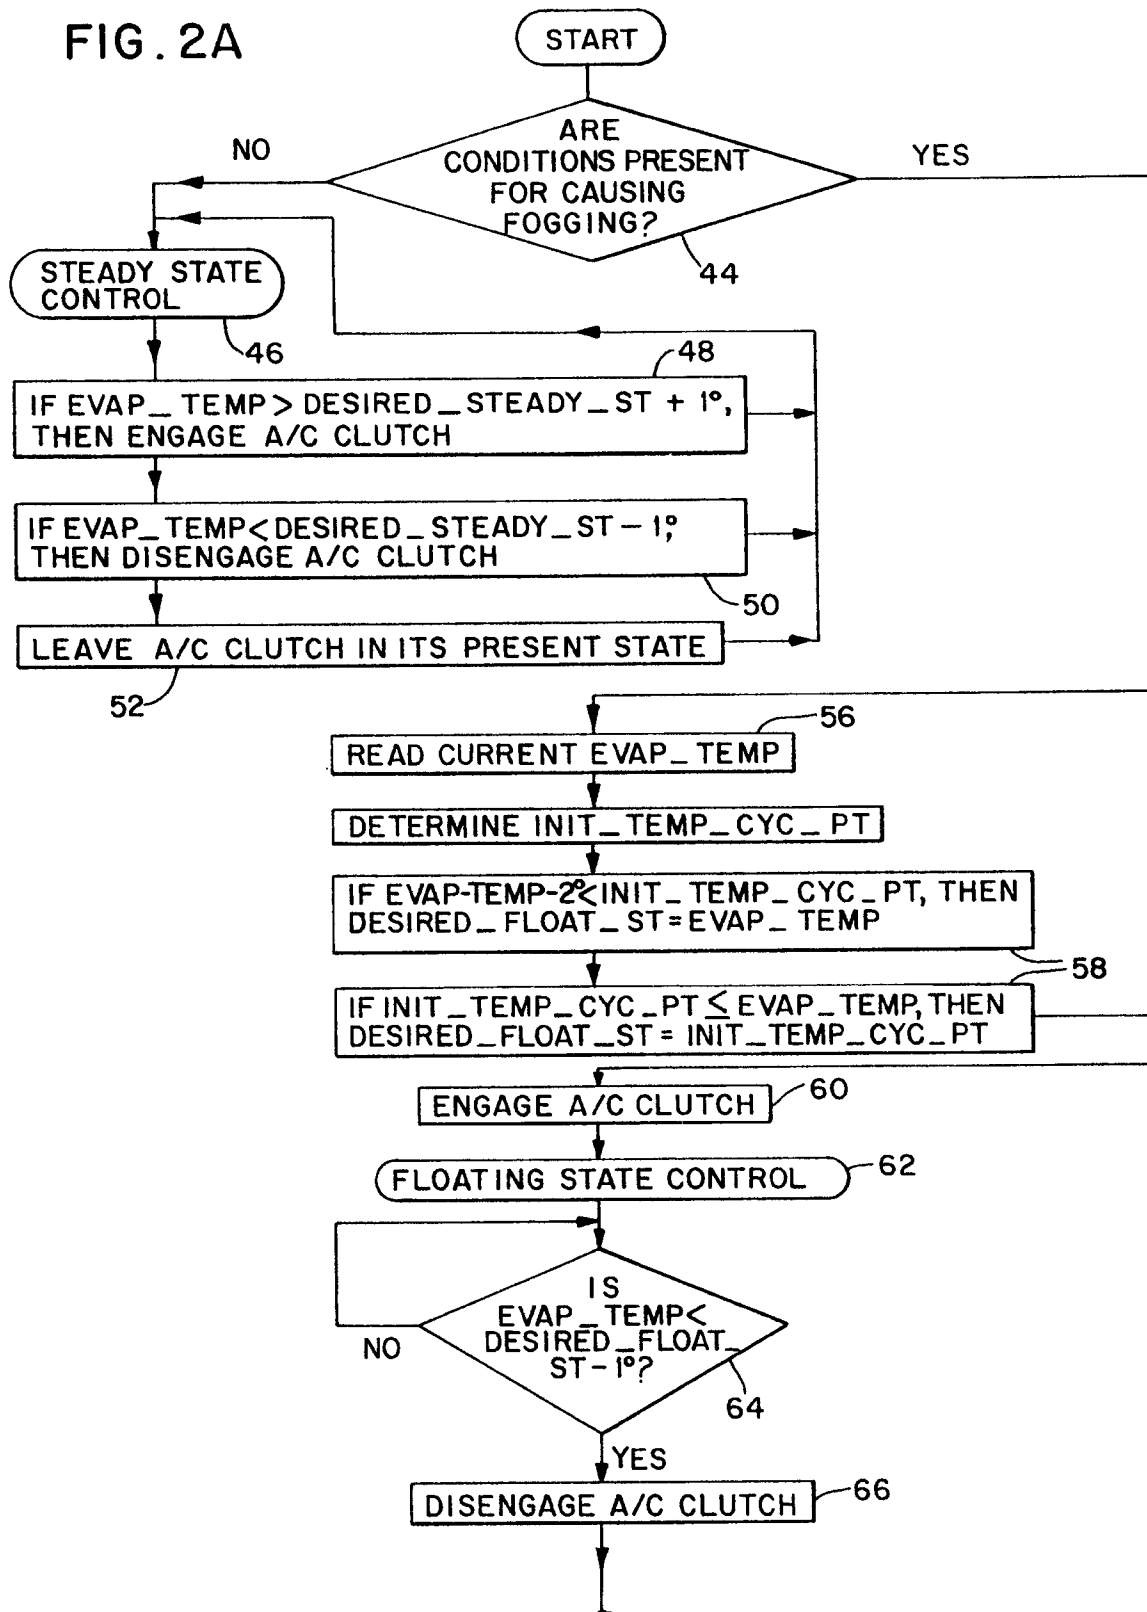 FIG. 2A
START
ARE
CONDITIONS PRESENT
FOR CAUSING
FOGGING?
NO
YES
44
STEADY STATE
CONTROL
46
48
IF EVAP_TEMP > DESIRED_STEADY_ST + 1°,
THEN ENGAGE A/C CLUTCH
IF EVAP_TEMP<DESIRED_STEADY_ST - 1°,
THEN DISENGAGE A/C CLUTCH
50
LEAVE A/C CLUTCH IN ITS PRESENT STATE
52
56
READ CURRENT EVAP_TEMP
DETERMINE INIT_TEMP_CYC_PT
IF EVAP-TEMP-2°<INIT_TEMP_CYC_PT, THEN
DESIRED_FLOAT_ST = EVAP_TEMP
58
IF INIT_TEMP_CYC_PT ≤ EVAP_TEMP, THEN
DESIRED_FLOAT_ST = INIT_TEMP_CYC_PT
ENGAGE A/C CLUTCH
60
FLOATING STATE CONTROL
62
IS
EVAP_TEMP<
DESIRED_FLOAT_
ST - 1°?
NO
64
YES
DISENGAGE A/C CLUTCH
66